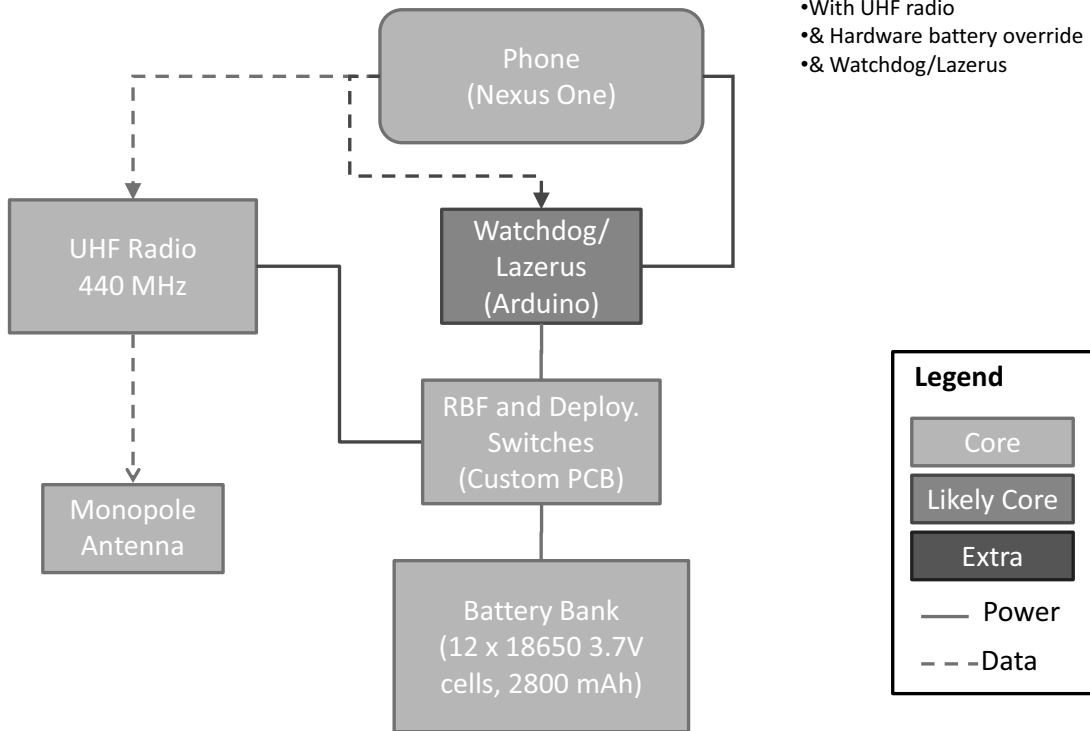 •With UHF radio
•& Hardware battery override
•& Watchdog/Lazerus
Phone
(Nexus One)
UHF Radio
440 MHz
Watchdog/
Lazerus
(Arduino)
RBF and Deploy.
Switches
(Custom PCB)
Monopole
Antenna
Battery Bank
(12 x 18650 3.7V
cells, 2800 mAh)
Legend
Core
Likely Core
Extra
Power
Data